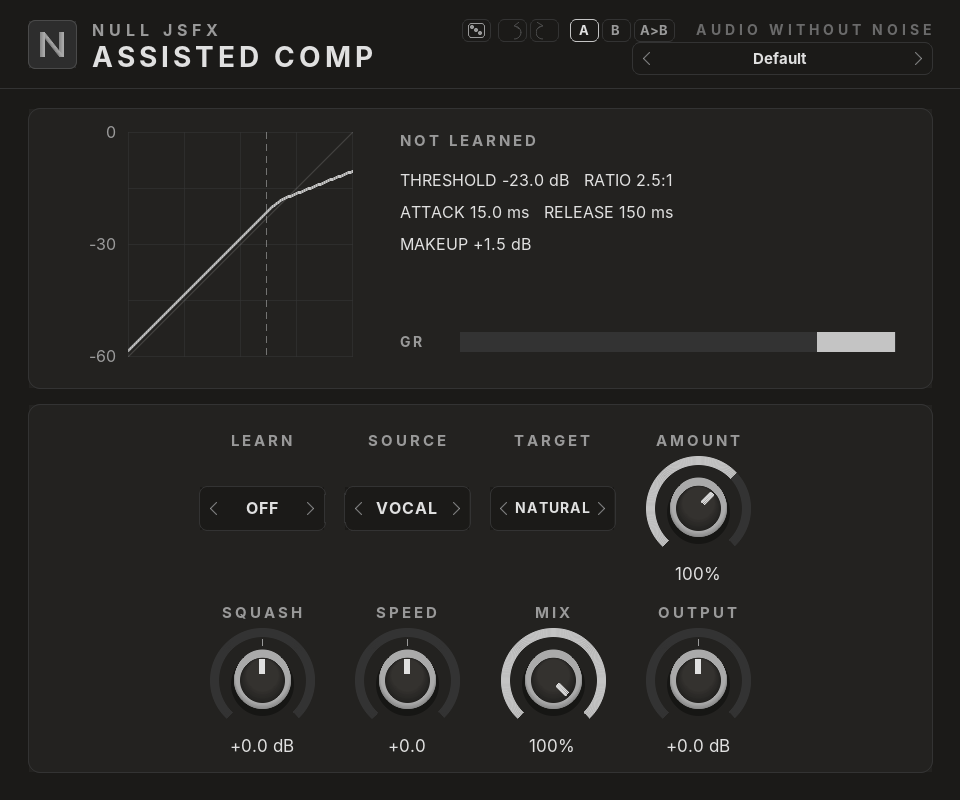 N
NULL JSFX
ASSISTED COMP
A B A>B
AUDIO WITHOUT NOISE
Default
0
-30
-60
NOT LEARNED
THRESHOLD -23.0 dB RATIO 2.5:1
ATTACK 15.0 ms RELEASE 150 ms
MAKEUP +1.5 dB
GR
LEARN SOURCE TARGET AMOUNT
OFF VOCAL NATURAL
100%
SQUASH SPEED MIX OUTPUT
+0.0 dB +0.0 100% +0.0 dB